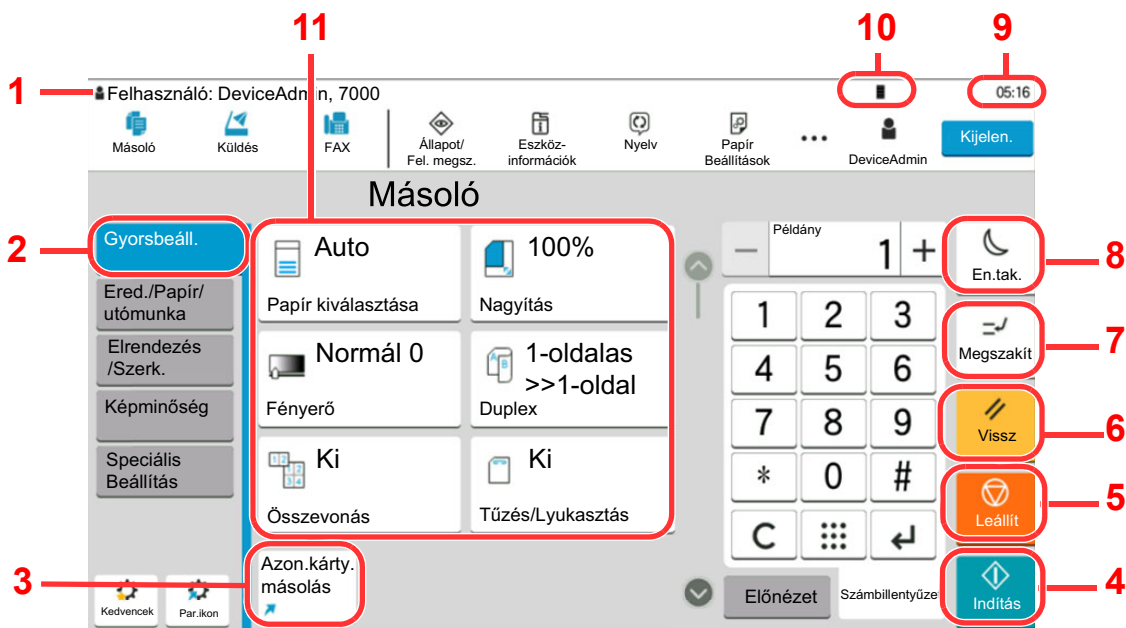 11
10
9
1
Felhasználó: DeviceAdmin, 7000
05:16
Másoló
Küldés
FAX
Állapot/
Fel. megsz.
Eszköz-
információk
Nyelv
Papír
Beállítások
DeviceAdmin
Kijelen.
Másoló
2
Gyorsbeáll.
Ered./Papír/
utómunka
Elrendezés
/Szerk.
Képminőség
Speciális
Beállítás
Auto
Papír kiválasztása
100%
Nagyítás
Normál 0
Fényerő
1-oldalas
>>1-oldal
Duplex
Ki
Összevonás
Ki
Tűzés/Lyukasztás
3
Azon.kárty.
másolás
Kedvencek
Par.ikon
Példány
− 1 +
1 2 3
4 5 6
7 8 9
* 0 #
C
Előnézet
Számbillentyűze
En.tak.
8
Megszakít
7
Vissz
6
Leállít
5
Indítás
4